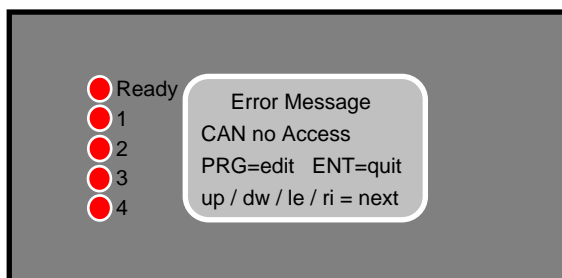 Ready
1
2
3
4
Error Message
CAN no Access
PRG=edit ENT=quit
up / dw / le / ri = next